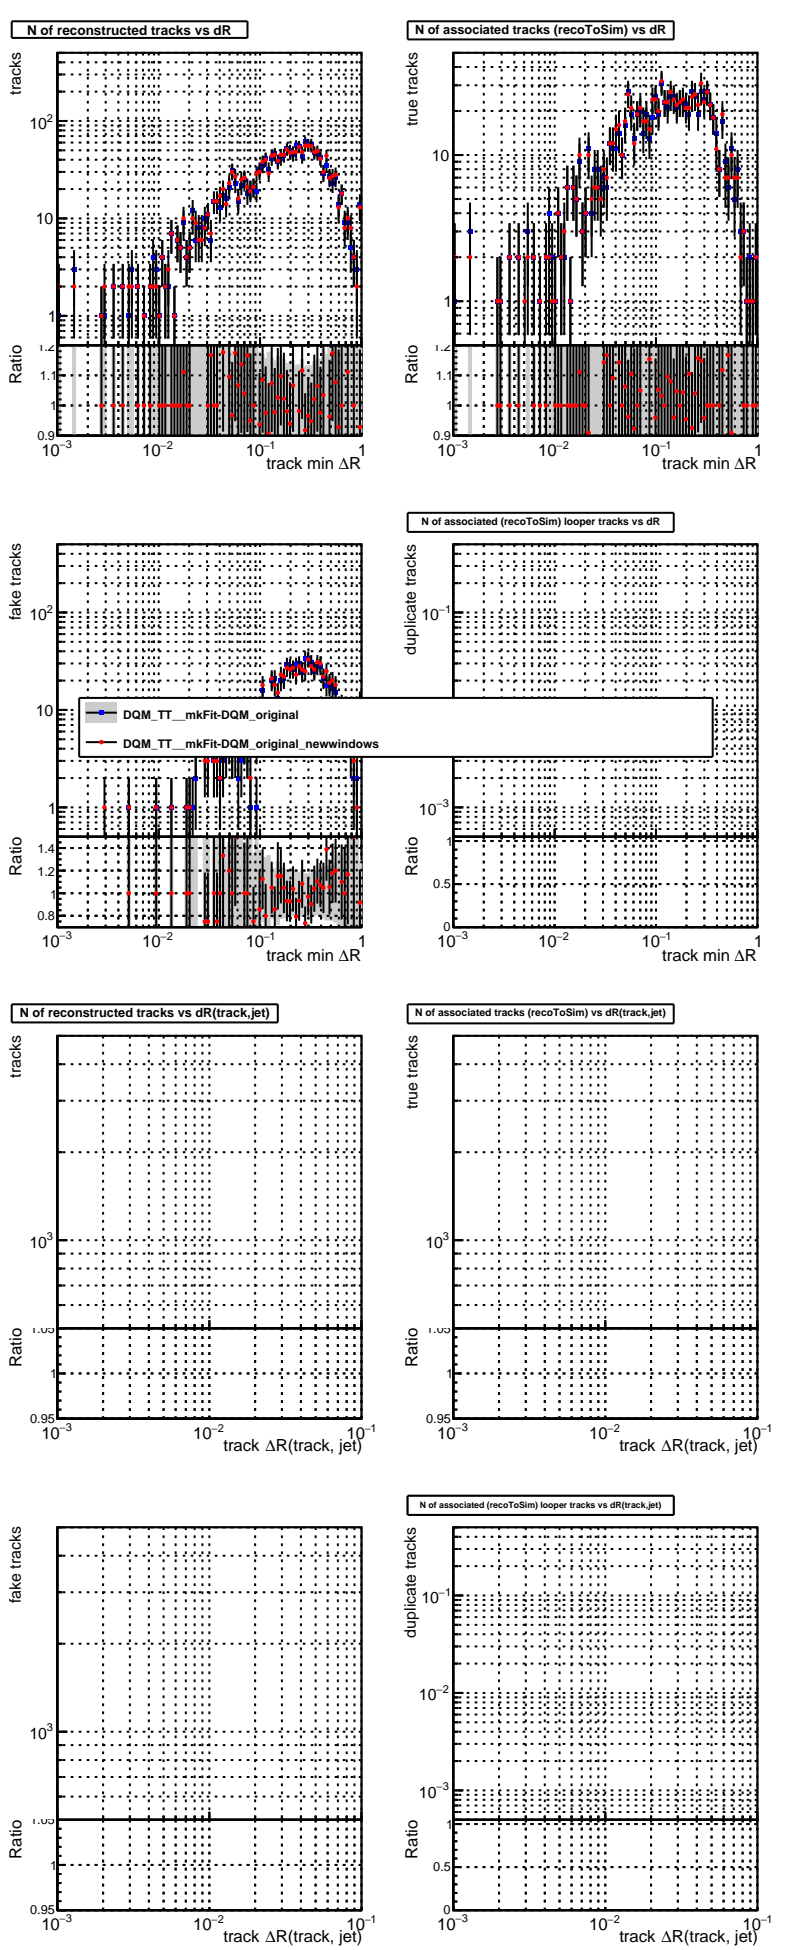 N of reconstructed tracks vs dR
N of associated tracks (recoToSim) vs dR
tracks
10²
10
1
Ratio
1.2
1.1
1
0.9
10⁻³ 10⁻² 10⁻¹ 1
track min ΔR
true tracks
10
1
Ratio
1.2
1.1
1
0.9
10⁻³ 10⁻² 10⁻¹ 1
track min ΔR
N of associated (recoToSim) looper tracks vs dR
fake tracks
10²
10
1
Ratio
1.4
1.2
1
0.8
10⁻³ 10⁻² 10⁻¹ 1
track min ΔR
duplicate tracks
10⁻¹
10⁻³
Ratio
1
0.5
0
10⁻³ 10⁻² 10⁻¹ 1
track min ΔR
DQM_TT__mkFit-DQM_original
DQM_TT__mkFit-DQM_original_newwindows
N of reconstructed tracks vs dR(track,jet)
N of associated tracks (recoToSim) vs dR(track,jet)
tracks
10³
Ratio
1.05
1
0.95
10⁻³ 10⁻² 10⁻¹
track ΔR(track, jet)
true tracks
10³
Ratio
1.05
1
0.95
10⁻³ 10⁻² 10⁻¹
track ΔR(track, jet)
N of associated (recoToSim) looper tracks vs dR(track,jet)
fake tracks
10³
Ratio
1.05
1
0.95
10⁻³ 10⁻² 10⁻¹
track ΔR(track, jet)
duplicate tracks
10⁻¹
10⁻²
10⁻³
Ratio
1
0.5
0
10⁻³ 10⁻² 10⁻¹
track ΔR(track, jet)